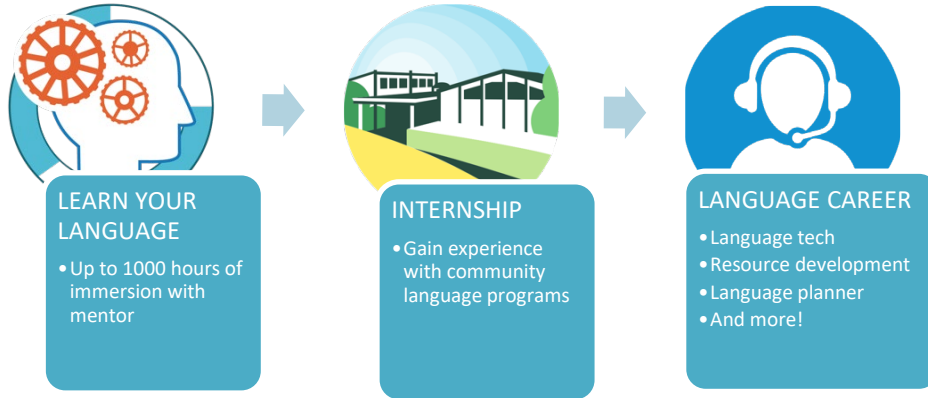 LEARN YOUR
LANGUAGE
•Up to 1000 hours of
immersion with
mentor
INTERNSHIP
•Gain experience
with community
language programs
LANGUAGE CAREER
•Language tech
•Resource development
•Language planner
•And more!